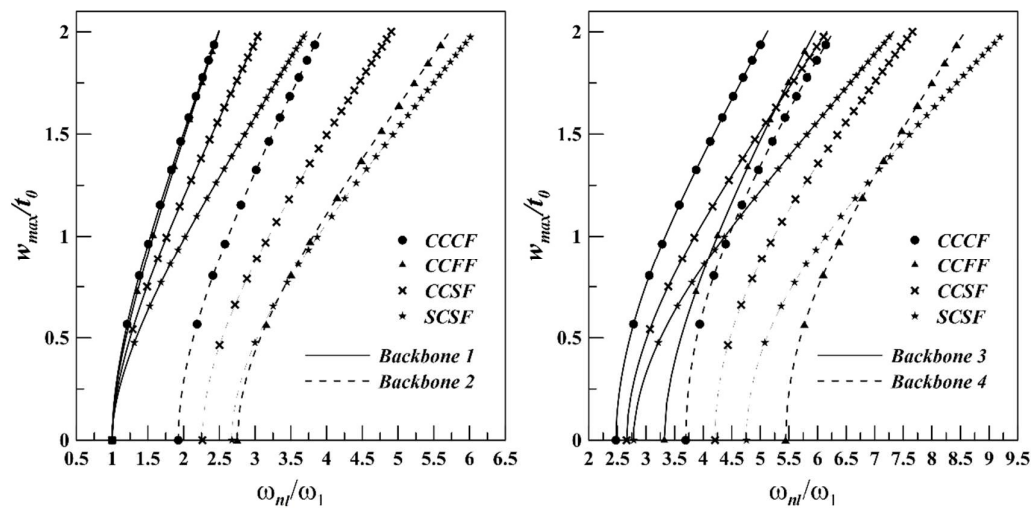 2
1.5
1
0.5
0
w_max/t_0
CCCF
CCFF
CCSF
SCSF
Backbone 1
Backbone 2
0.5 1 1.5 2 2.5 3 3.5 4 4.5 5 5.5 6 6.5
ω_nl/ω_1
2
1.5
1
0.5
0
w_max/t_0
CCCF
CCFF
CCSF
SCSF
Backbone 3
Backbone 4
2 2.5 3 3.5 4 4.5 5 5.5 6 6.5 7 7.5 8 8.5 9 9.5
ω_nl/ω_1